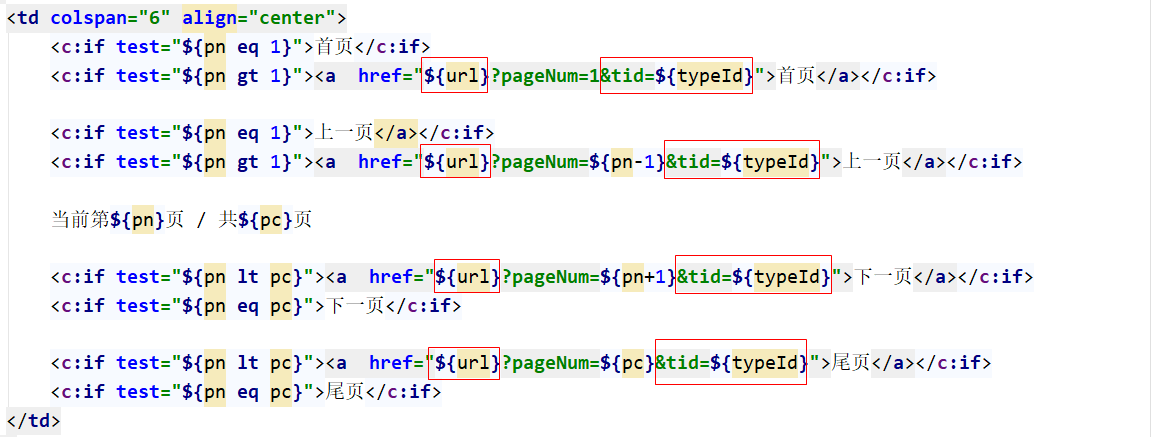 <td colspan="6" align="center">
<c:if test="${pn eq 1}">首页</c:if>
<c:if test="${pn gt 1}"><a  href="${url}?pageNum=1&tid=${typeId}">首页</a></c:if>
<c:if test="${pn eq 1}">上一页</a></c:if>
<c:if test="${pn gt 1}"><a  href="${url}?pageNum=${pn-1}&tid=${typeId}">上一页</a></c:if>
当前第${pn}页 / 共${pc}页
<c:if test="${pn lt pc}"><a  href="${url}?pageNum=${pn+1}&tid=${typeId}">下一页</a></c:if>
<c:if test="${pn eq pc}">下一页</c:if>
<c:if test="${pn lt pc}"><a  href="${url}?pageNum=${pc}&tid=${typeId}">尾页</a></c:if>
<c:if test="${pn eq pc}">尾页</c:if>
</td>